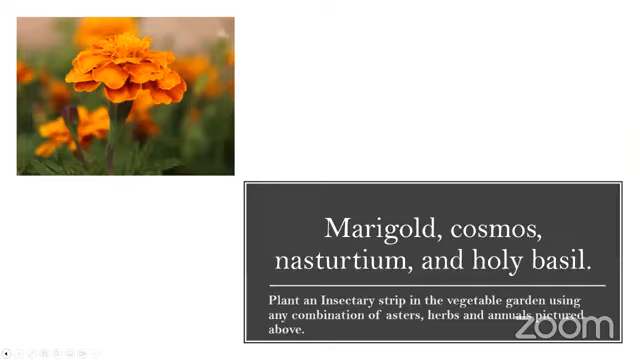 Marigold, cosmos,
nasturtium, and holy basil.
Plant an Insectary strip in the vegetable garden using
any combination of asters, herbs and annuals pictured
above.
zoom